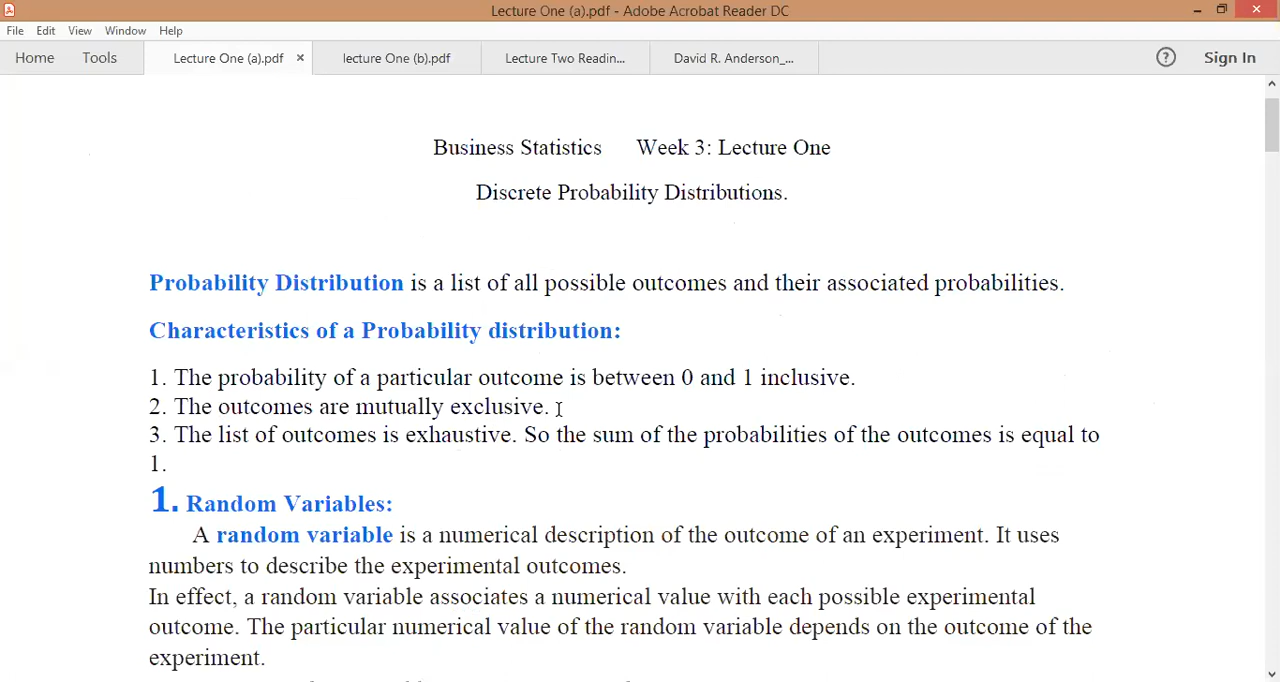 Lecture One (a).pdf - Adobe Acrobat Reader DC
File Edit View Window Help
Home Tools Lecture One (a).pdf × lecture One (b).pdf Lecture Two Readin... David R. Anderson_... ? Sign In
Business Statistics Week 3: Lecture One
Discrete Probability Distributions.
Probability Distribution is a list of all possible outcomes and their associated probabilities.
Characteristics of a Probability distribution:
1. The probability of a particular outcome is between 0 and 1 inclusive.
2. The outcomes are mutually exclusive.
3. The list of outcomes is exhaustive. So the sum of the probabilities of the outcomes is equal to
1.
1. Random Variables:
A random variable is a numerical description of the outcome of an experiment. It uses
numbers to describe the experimental outcomes.
In effect, a random variable associates a numerical value with each possible experimental
outcome. The particular numerical value of the random variable depends on the outcome of the
experiment.